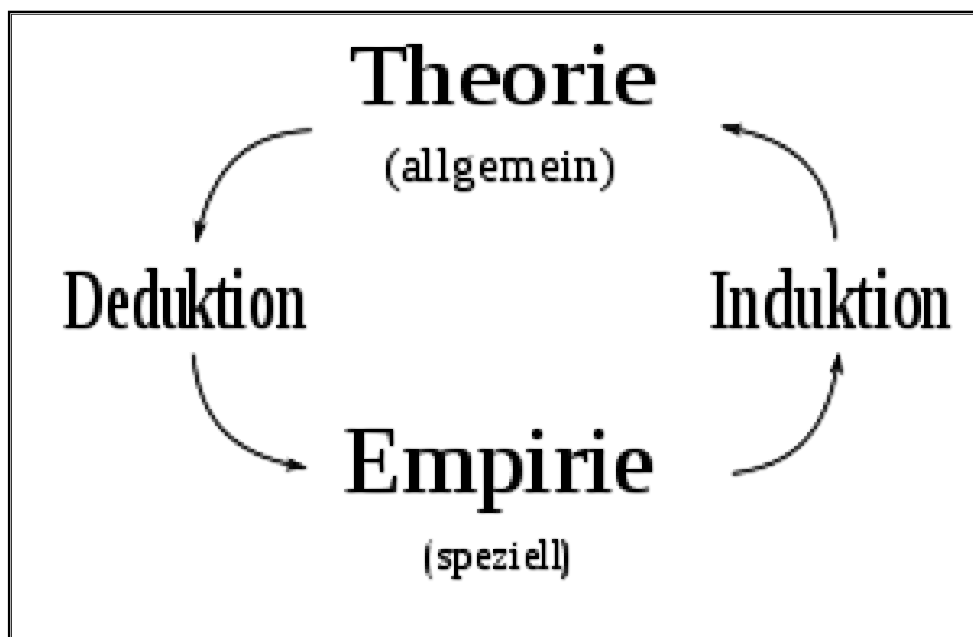 Theorie
(allgemein)
Deduktion
Induktion
Empirie
(speziell)